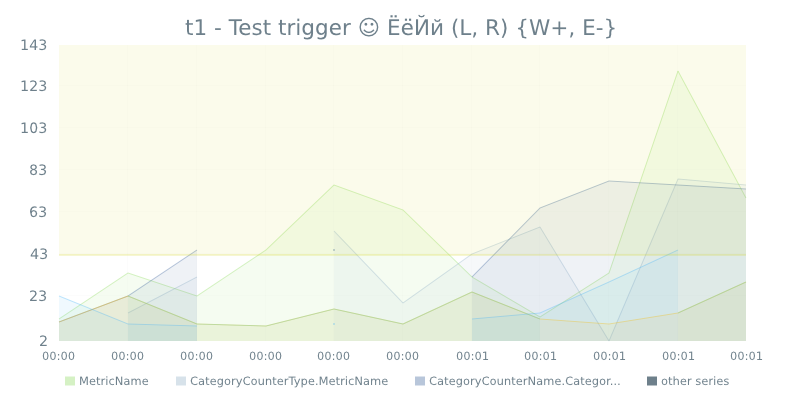 t1 - Test trigger ☺ ЁёЙй (L, R) {W+, E-}
143
123
103
83
63
43
23
2
00:00 00:00 00:00 00:00 00:00 00:00 00:01 00:01 00:01 00:01 00:01
MetricName CategoryCounterType.MetricName CategoryCounterName.Categor... other series